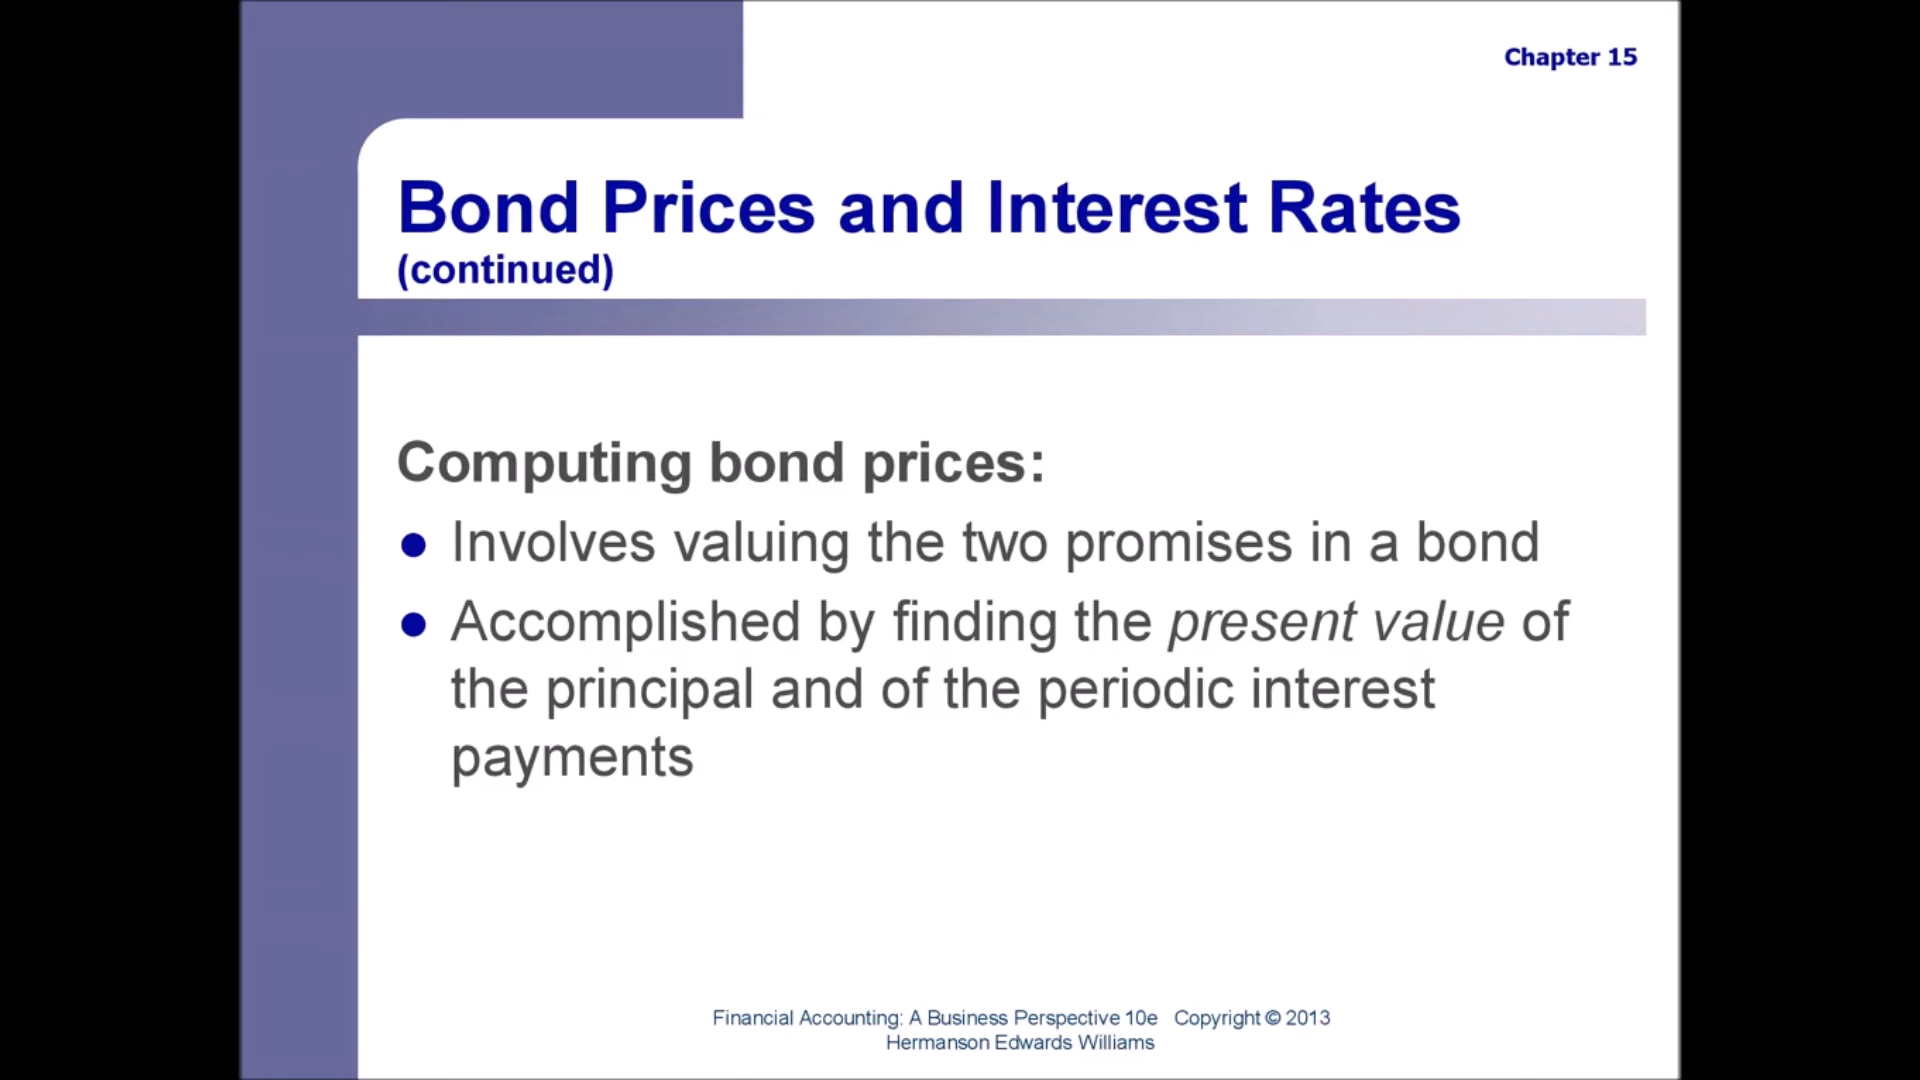 Chapter 15
Bond Prices and Interest Rates
(continued)
Computing bond prices:
● Involves valuing the two promises in a bond
● Accomplished by finding the present value of
the principal and of the periodic interest
payments
Financial Accounting: A Business Perspective 10e Copyright © 2013
Hermanson Edwards Williams